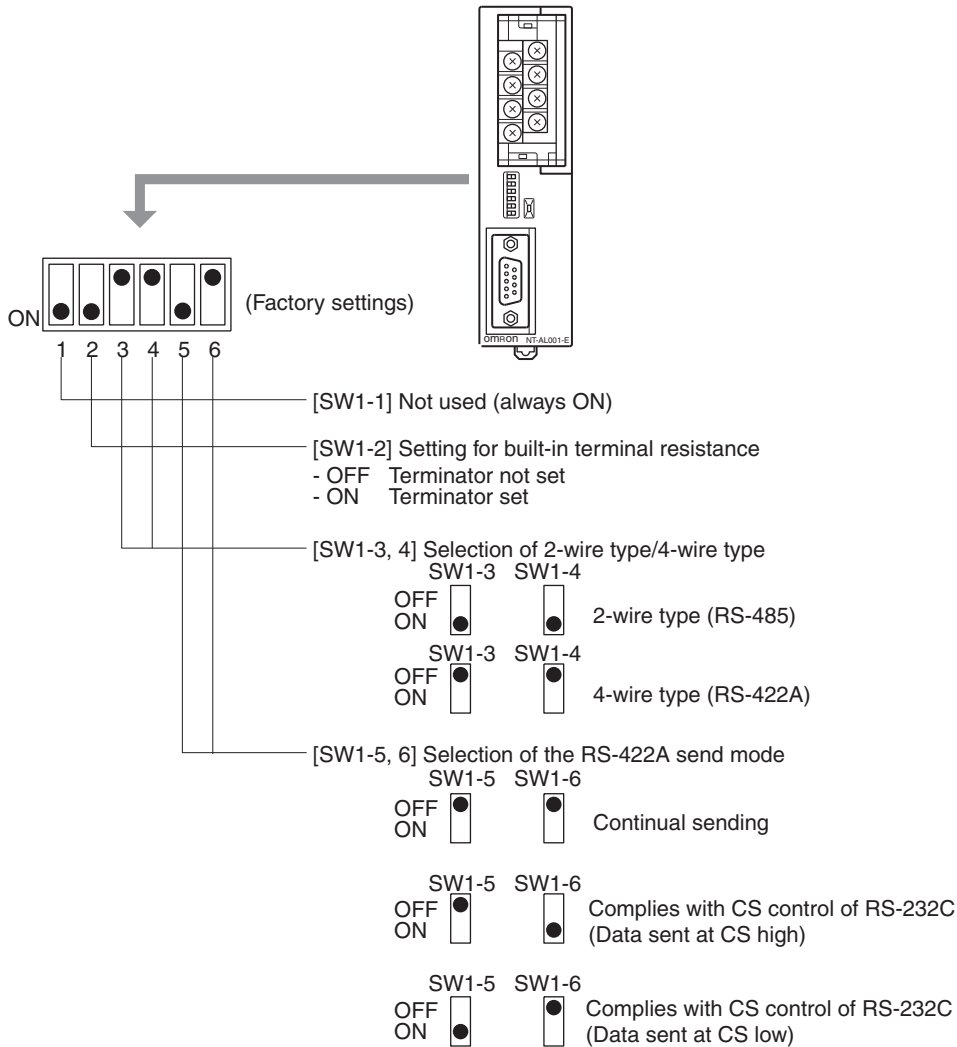 OMRON NT-AL001-E
ON
(Factory settings)
1 2 3 4 5 6
[SW1-1] Not used (always ON)
[SW1-2] Setting for built-in terminal resistance
- OFF Terminator not set
- ON Terminator set
[SW1-3, 4] Selection of 2-wire type/4-wire type
SW1-3 SW1-4
OFF
ON
2-wire type (RS-485)
SW1-3 SW1-4
OFF
ON
4-wire type (RS-422A)
[SW1-5, 6] Selection of the RS-422A send mode
SW1-5 SW1-6
OFF
ON
Continual sending
SW1-5 SW1-6
OFF
ON
Complies with CS control of RS-232C
(Data sent at CS high)
SW1-5 SW1-6
OFF
ON
Complies with CS control of RS-232C
(Data sent at CS low)